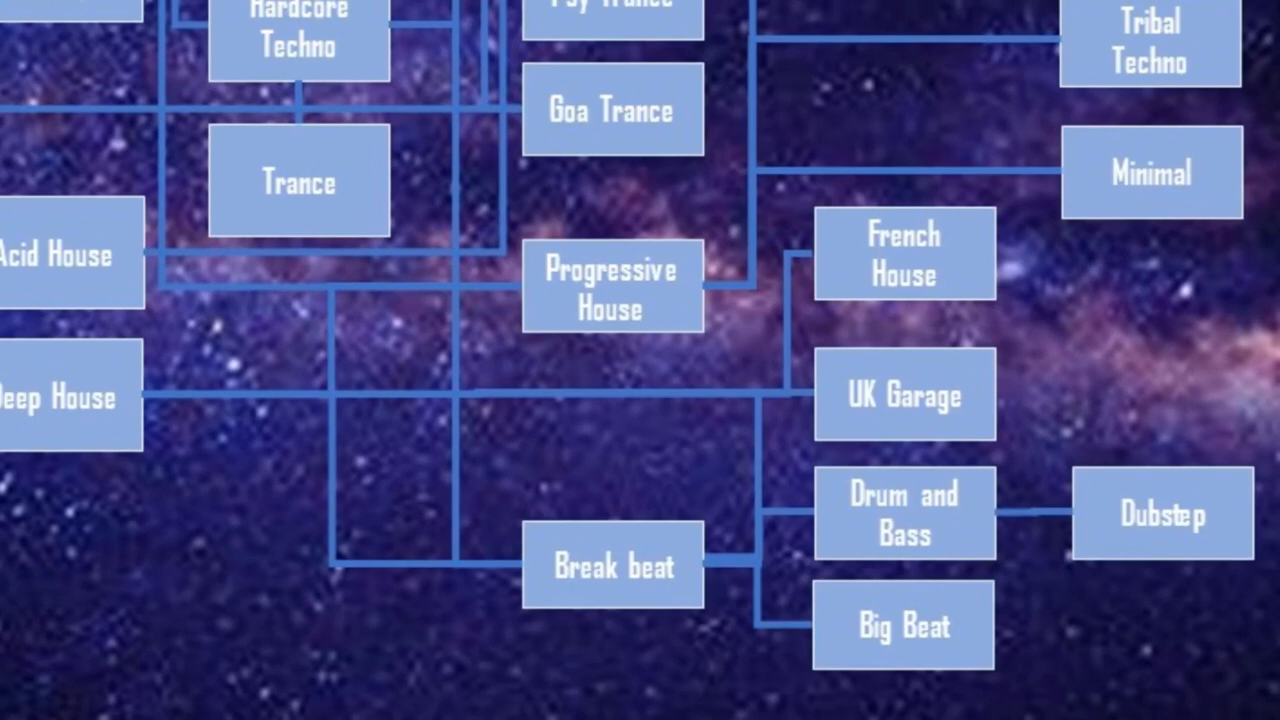 Hardcore
Techno
Psy Trance
Tribal
Techno
Goa Trance
Trance
Minimal
Acid House
French
House
Progressive
House
Deep House
UK Garage
Drum and
Bass
Dubstep
Break beat
Big Beat